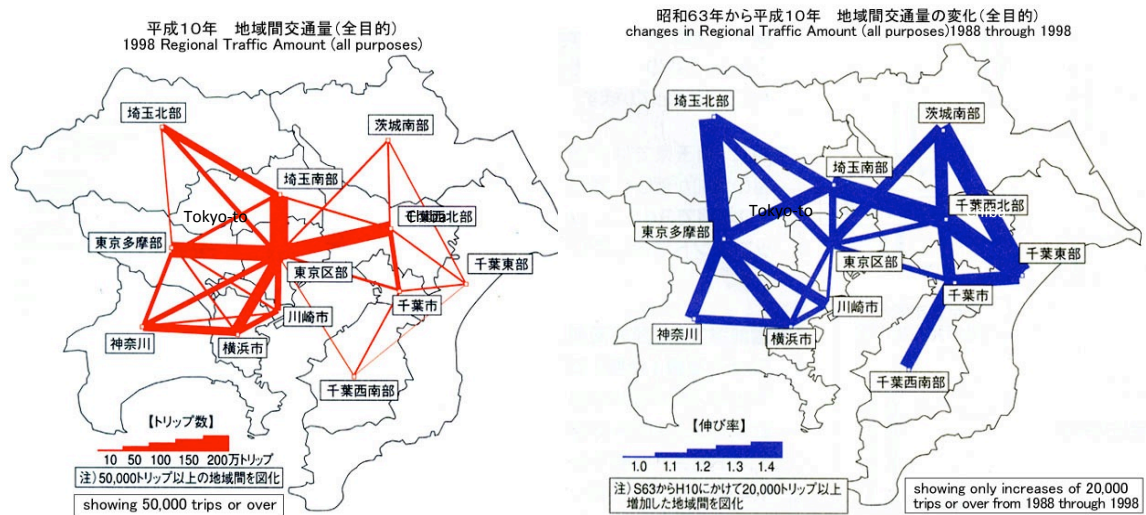 平成10年　地域間交通量(全目的)
1998 Regional Traffic Amount (all purposes)
埼玉北部
茨城南部
埼玉南部
Tokyo-to
千葉西北部
東京多摩部
東京区部
千葉東部
千葉市
川崎市
神奈川
横浜市
千葉西南部
【トリップ数】
10 50 100 150 200万トリップ
注)50,000トリップ以上の地域間を図化
showing 50,000 trips or over
昭和63年から平成10年　地域間交通量の変化(全目的)
changes in Regional Traffic Amount (all purposes)1988 through 1998
埼玉北部
茨城南部
埼玉南部
Tokyo-to
千葉西北部
東京多摩部
東京区部
千葉東部
千葉市
川崎市
神奈川
横浜市
千葉西南部
【伸び率】
1.0 1.1 1.2 1.3 1.4
注)S63からH10にかけて20,000トリップ以上
増加した地域間を図化
showing only increases of 20,000
trips or over from 1988 through 1998